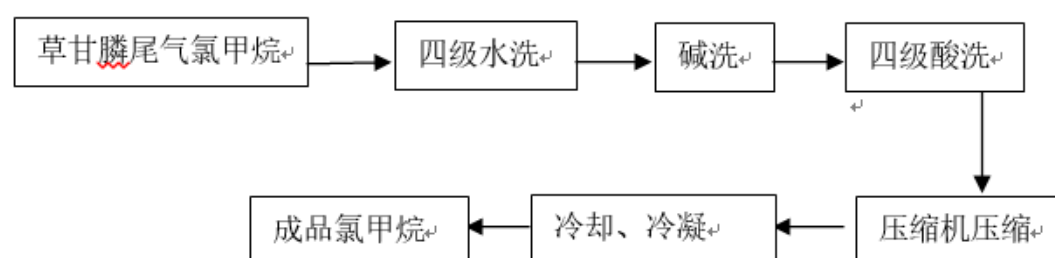 草甘膦尾气氯甲烷
四级水洗
碱洗
四级酸洗
压缩机压缩
冷却、冷凝
成品氯甲烷